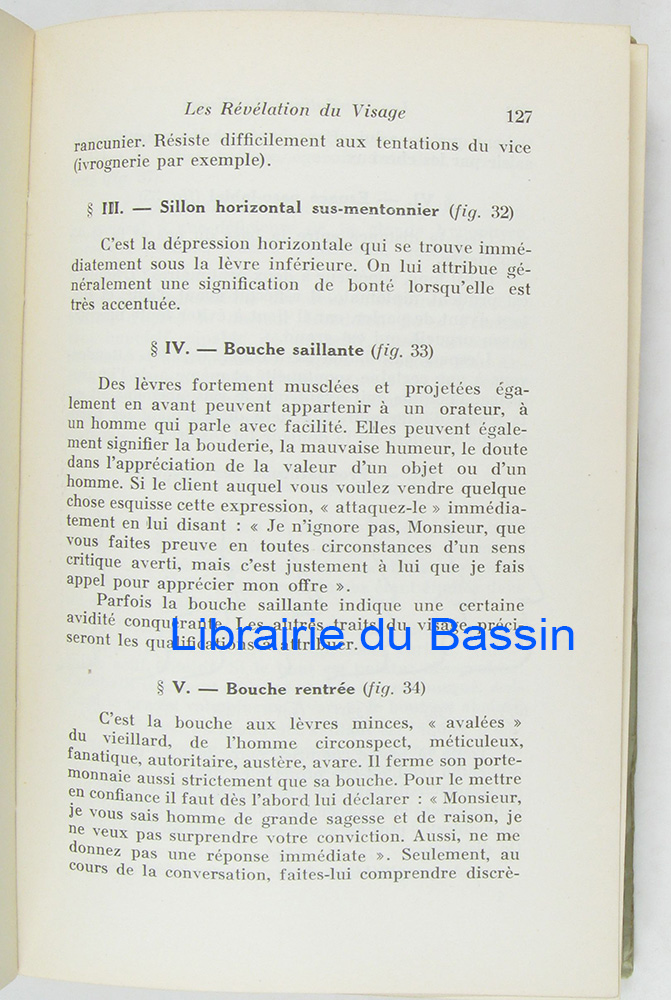 Les Révélation du Visage 127
rancunier. Résiste difficilement aux tentations du vice
(ivrognerie par exemple).
§ III. — Sillon horizontal sus-mentonnier (fig. 32)
C'est la dépression horizontale qui se trouve immé-
diatement sous la lèvre inférieure. On lui attribue gé-
néralement une signification de bonté lorsqu'elle est
très accentuée.
§ IV. — Bouche saillante (fig. 33)
Des lèvres fortement musclées et projetées éga-
lement en avant peuvent appartenir à un orateur, à
un homme qui parle avec facilité. Elles peuvent égale-
ment signifier la bouderie, la mauvaise humeur, le doute
dans l'appréciation de la valeur d'un objet ou d'un
homme. Si le client auquel vous voulez vendre quelque
chose esquisse cette expression, « attaquez-le » immédia-
tement en lui disant : « Je n'ignore pas, Monsieur, que
vous faites preuve en toutes circonstances d'un sens
critique averti, mais c'est justement à lui que je fais
appel pour apprécier mon offre ».
Parfois la bouche saillante indique une certaine
avidité conquérante. Les autres traits du visage préci-
seront les qualifications à attribuer.
Librairie du Bassin
§ V. — Bouche rentrée (fig. 34)
C'est la bouche aux lèvres minces, « avalées »
du vieillard, de l'homme circonspect, méticuleux,
fanatique, autoritaire, austère, avare. Il ferme son porte-
monnaie aussi strictement que sa bouche. Pour le mettre
en confiance il faut dès l'abord lui déclarer : « Monsieur,
je vous sais homme de grande sagesse et de raison, je
ne veux pas surprendre votre conviction. Aussi, ne me
donnez pas une réponse immédiate ». Seulement, au
cours de la conversation, faites-lui comprendre discrè-